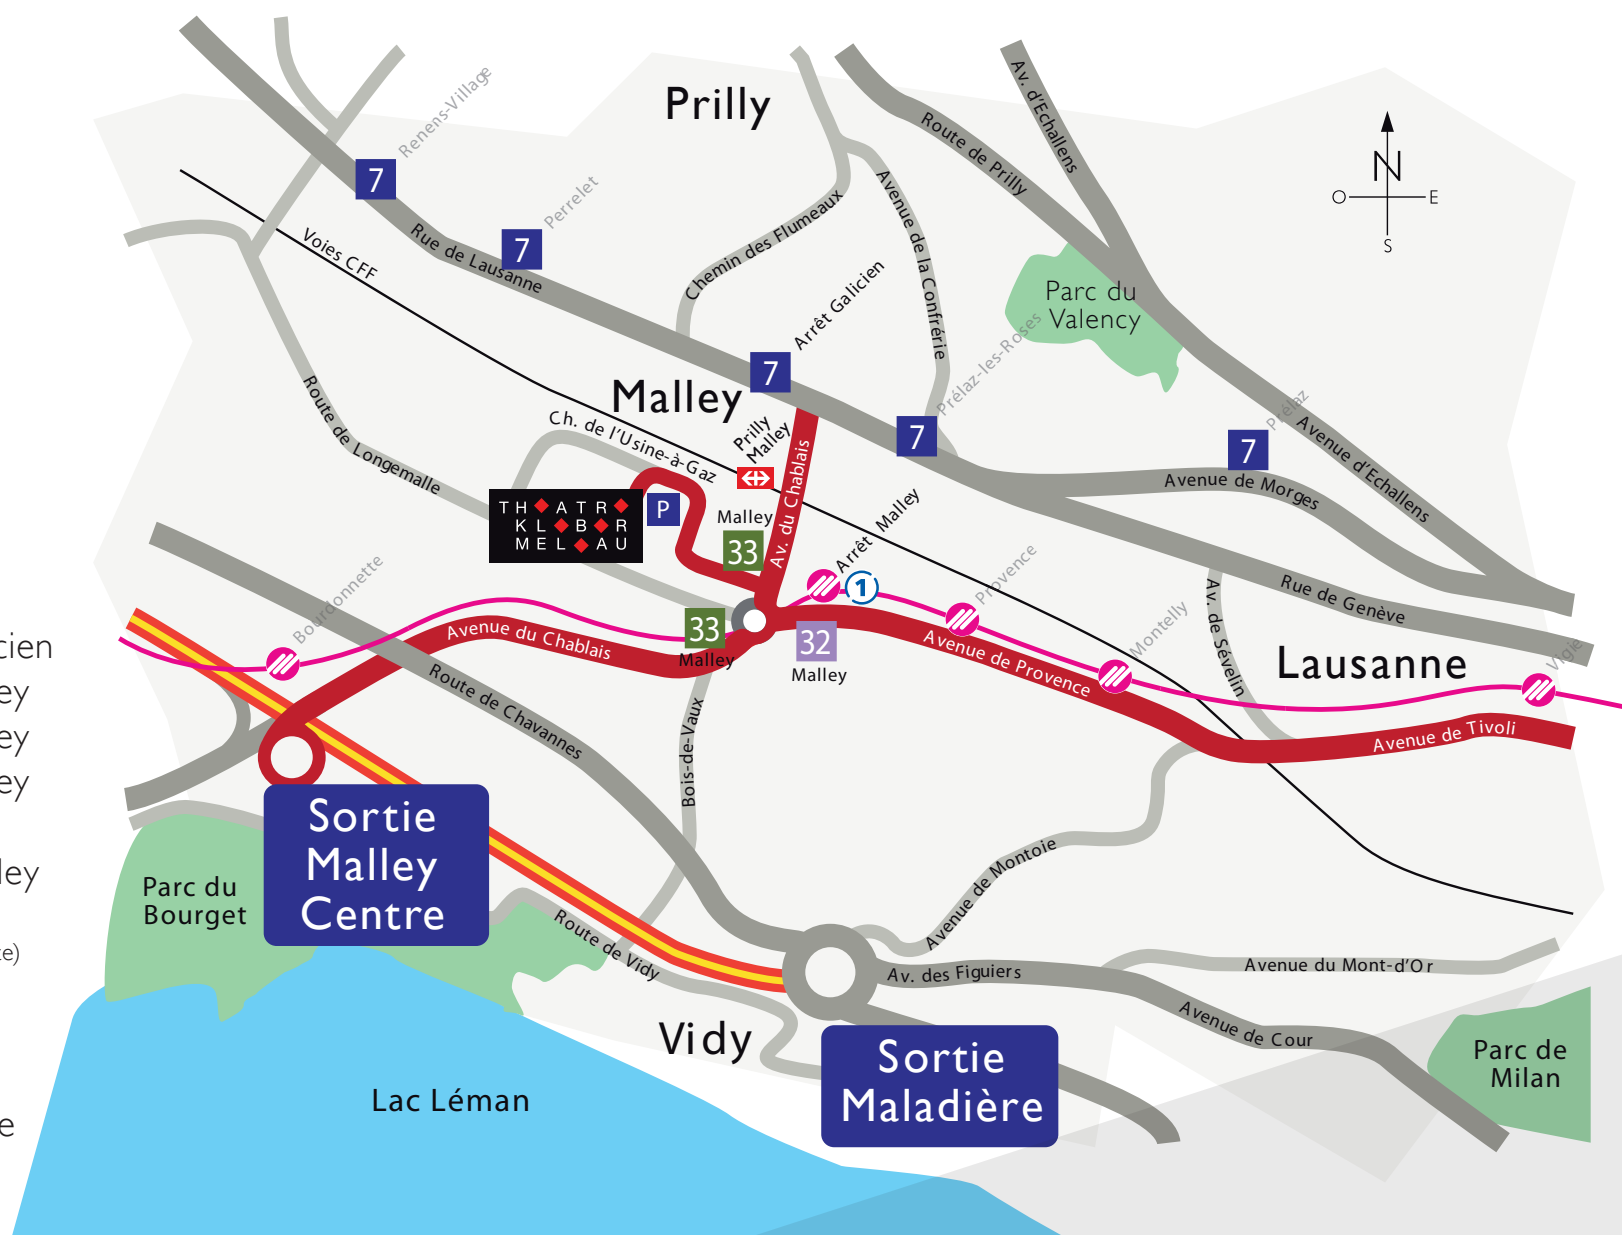 Prilly
Renens-Village
7
Perrelet
7
Rue de Lausanne
Voies CFF
Chemin des Flumeaux
Avenue de la Confrérie
Route de Prilly
Av. d'Echallens
N
O
E
S
Parc du
Valency
Arrêt Galicien
7
Malley
Prélaz-les-Roses
7
Prélaz
7
Avenue d'Echallens
Avenue de Morges
Rue de Genève
Route de Longemalle
Ch. de l'Usine-à-Gaz
Prilly
Malley
Av. du Chablais
TH◆ATR◆
KL◆B◆R
MEL◆AU
P
Malley
33
Arrêt Malley
1
Provence
Montelly
Vigie
Bourdonnette
33
Malley
32
Malley
Avenue du Chablais
Avenue de Provence
Avenue de Tivoli
Av. de Sévelin
Lausanne
Route de Chavannes
Bois-de-Vaux
cien
ey
ey
ey
ley
e)
e
Sortie
Malley
Centre
Parc du
Bourget
Route de Vidy
Avenue de Montoie
Av. des Figuiers
Avenue du Mont-d'Or
Avenue de Cour
Vidy
Sortie
Maladière
Parc de
Milan
Lac Léman